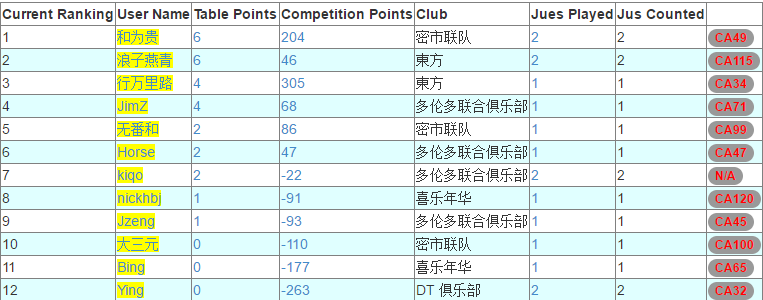 Current Ranking User Name Table Points Competition Points Club Jues Played Jus Counted
1 和为贵 6 204 密市联队 2 2 CA49
2 浪子燕青 6 46 東方 2 2 CA115
3 行万里路 4 305 東方 1 1 CA34
4 JimZ 4 68 多伦多联合俱乐部 1 1 CA71
5 无番和 2 86 密市联队 1 1 CA99
6 Horse 2 47 多伦多联合俱乐部 1 1 CA47
7 kiqo 2 -22 多伦多联合俱乐部 2 2 N/A
8 nickhbj 1 -91 喜乐年华 1 1 CA120
9 Jzeng 1 -93 多伦多联合俱乐部 1 1 CA45
10 大三元 0 -110 密市联队 1 1 CA100
11 Bing 0 -177 喜乐年华 1 1 CA65
12 Ying 0 -263 DT 俱乐部 2 2 CA32